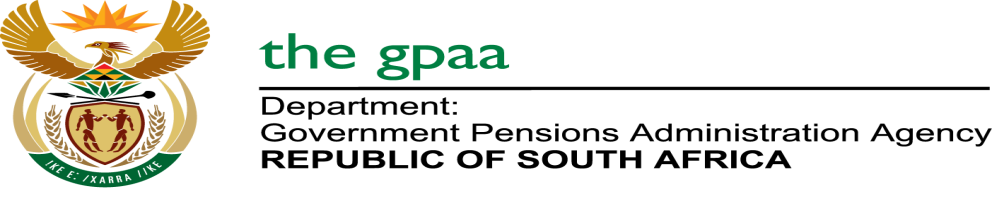 the gpaa
Department:
Government Pensions Administration Agency
REPUBLIC OF SOUTH AFRICA
!KE E: /XARRA //KE